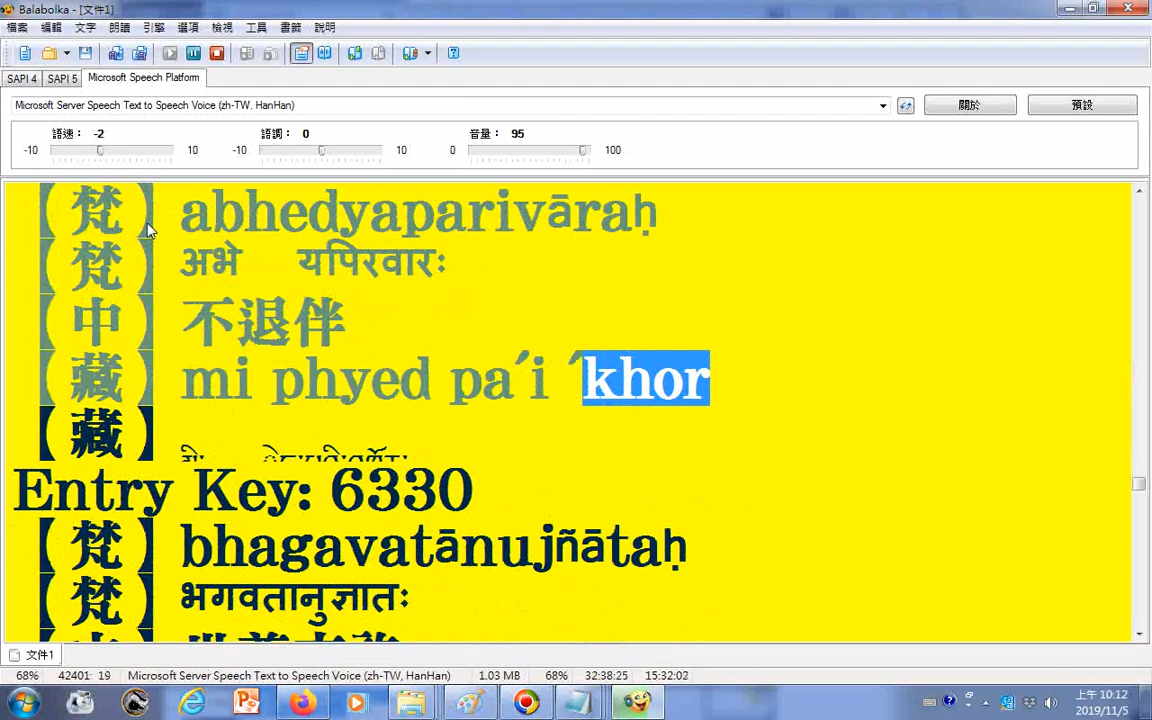 Balabolka - [文件1]
檔案 編輯 文字 朗讀 引擎 選項 檢視 工具 書籤 說明
SAPI 4 SAPI 5 Microsoft Speech Platform
Microsoft Server Speech Text to Speech Voice (zh-TW, HanHan) 關於 預設
語速： -2 語調： 0 音量： 95
-10 10 -10 10 0 100
【梵】 abhedyaparivāraḥ
【梵】 अभे यपिरवारः
【中】 不退伴
【藏】 mi phyed pa´i ´khor
【藏】
Entry Key: 6330
【梵】 bhagavatānujñātaḥ
【梵】 भगवतानुज्ञातः
文件1
68% 42401: 19 Microsoft Server Speech Text to Speech Voice (zh-TW, HanHan) 1.03 MB 68% 32:38:25 15:32:02
上午 10:12
2019/11/5